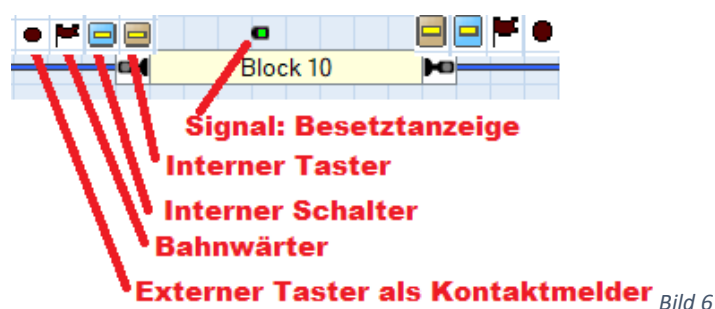 Block 10
Signal: Besetztanzeige
Interner Taster
Interner Schalter
Bahnwärter
Externer Taster als Kontaktmelder
Bild 6